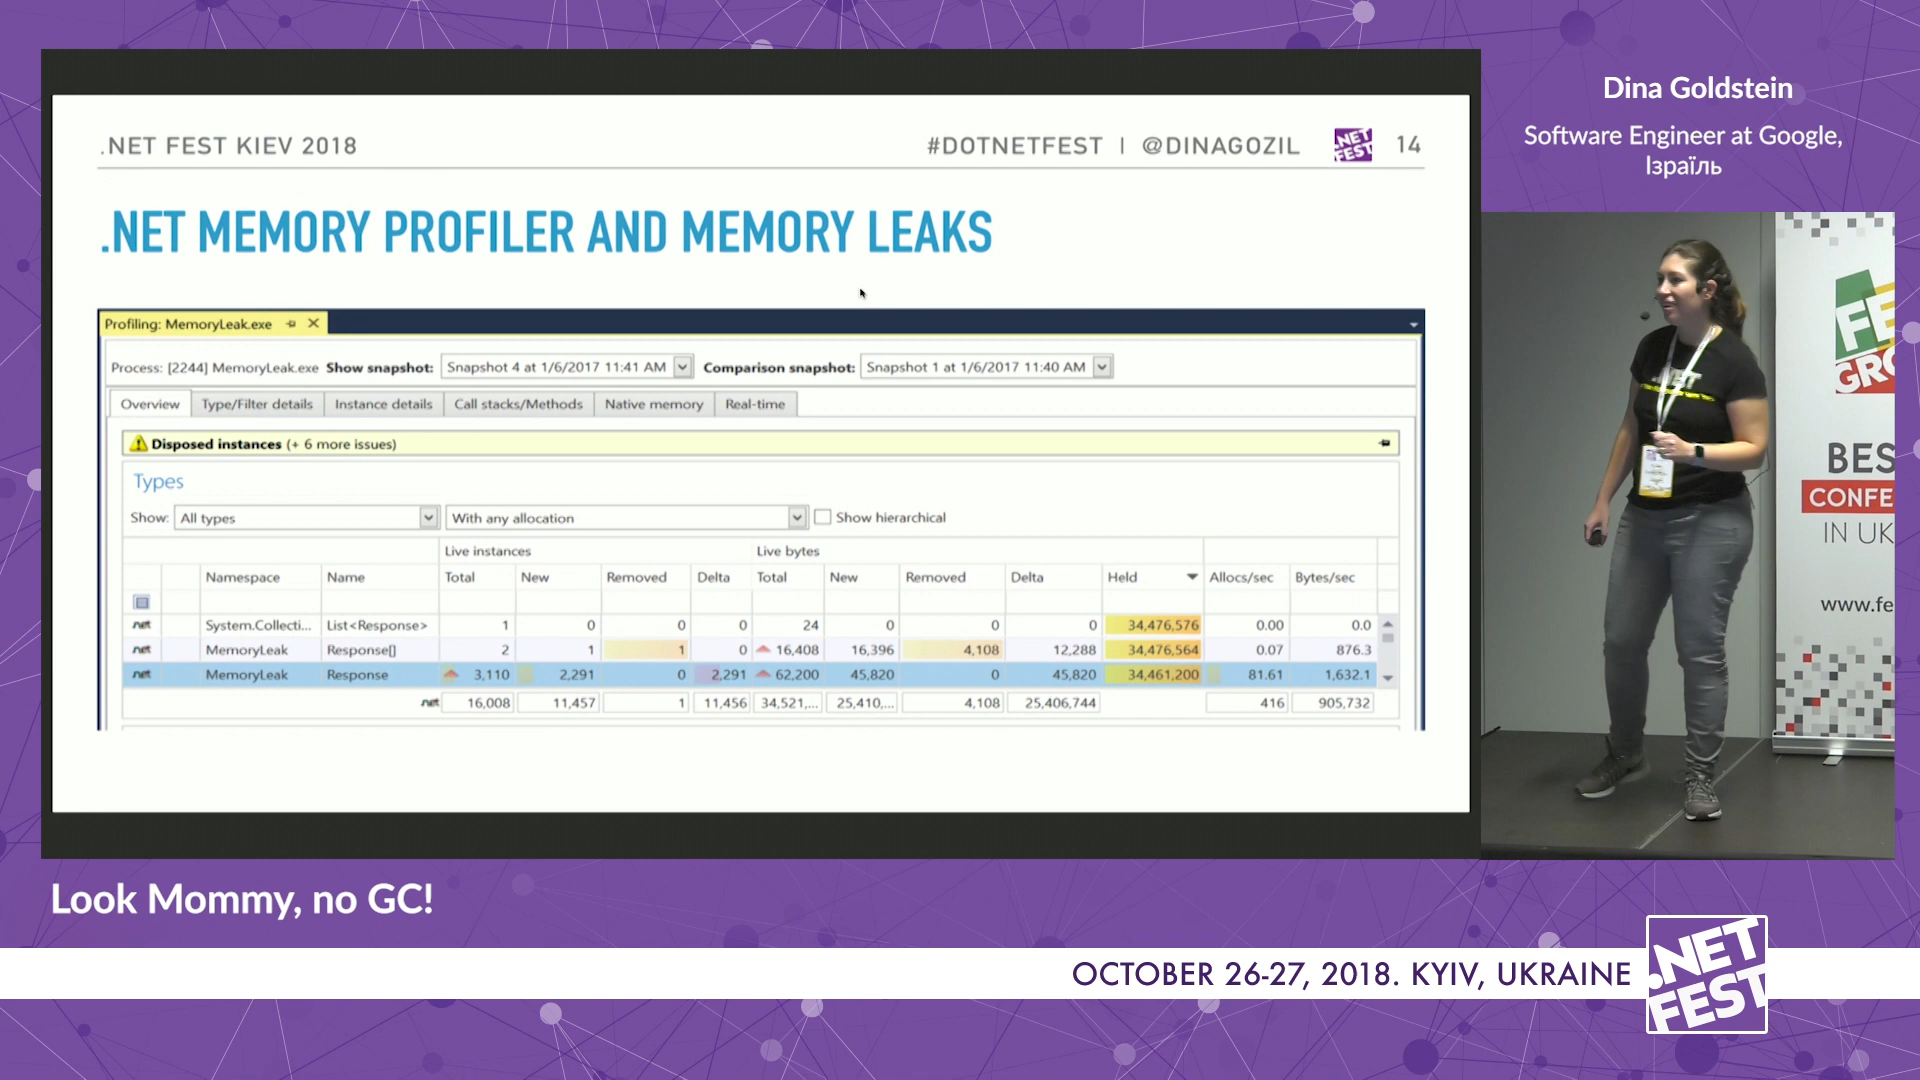 Dina Goldstein
Software Engineer at Google,
Ізраїль
.NET FEST KIEV 2018
#DOTNETFEST | @DINAGOZIL
.NET
FEST
14
.NET MEMORY PROFILER AND MEMORY LEAKS
Profiling: MemoryLeak.exe
Process: [2244] MemoryLeak.exe Show snapshot: Snapshot 4 at 1/6/2017 11:41 AM Comparison snapshot: Snapshot 1 at 1/6/2017 11:40 AM
Overview Type/Filter details Instance details Call stacks/Methods Native memory Real-time
Disposed instances (+ 6 more issues)
Types
Show: All types With any allocation Show hierarchical
Live instances Live bytes
Namespace Name Total New Removed Delta Total New Removed Delta Held Allocs/sec Bytes/sec
.net System.Collecti... List<Response> 1 0 0 0 24 0 0 0 34,476,576 0.00 0.0
.net MemoryLeak Response[] 2 1 1 0 16,408 16,396 4,108 12,288 34,476,564 0.07 876.3
.net MemoryLeak Response 3,110 2,291 0 2,291 62,200 45,820 0 45,820 34,461,200 81.61 1,632.1
.net 16,008 11,457 1 11,456 34,521,... 25,410,... 4,108 25,406,744 416 905,732
FE
GRO
BES
CONFE
IN UK
www.fe
Look Mommy, no GC!
OCTOBER 26-27, 2018. KYIV, UKRAINE
.NET
FEST